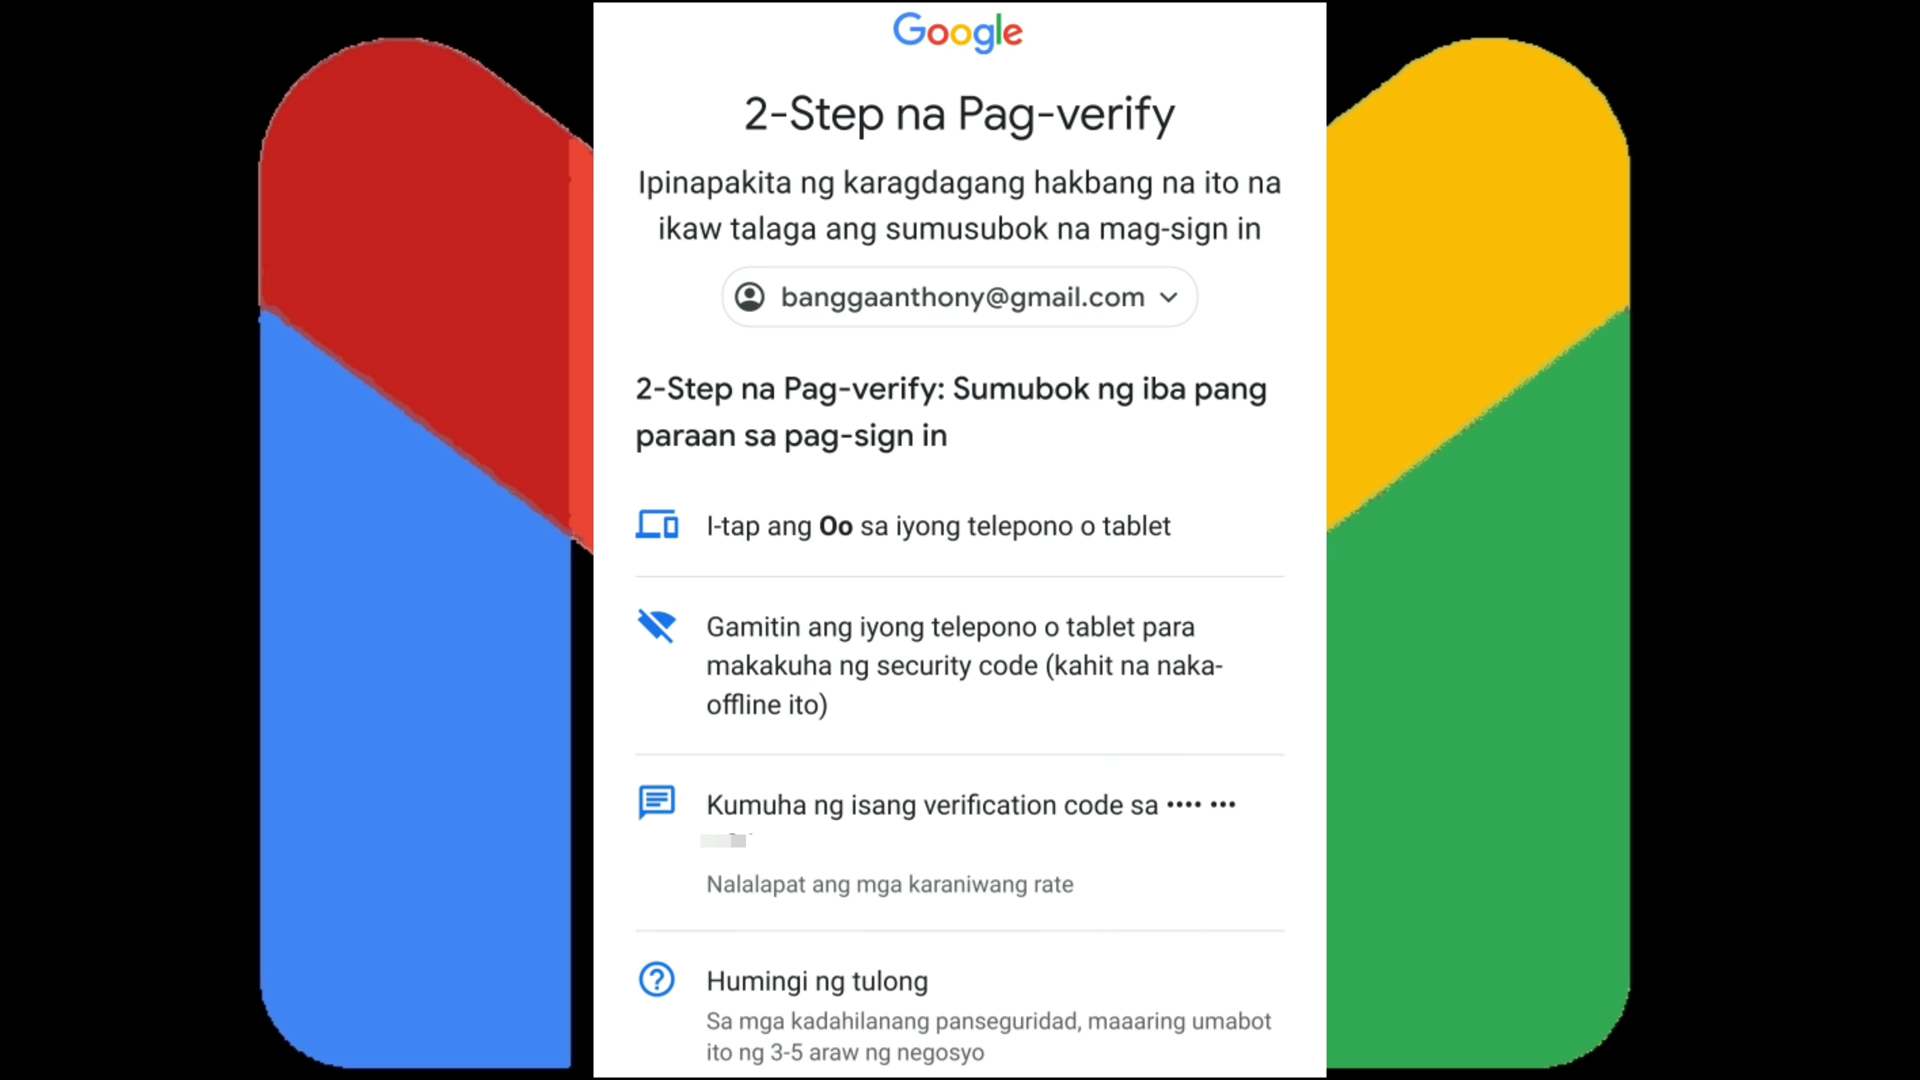 Google
2-Step na Pag-verify
Ipinapakita ng karagdagang hakbang na ito na
ikaw talaga ang sumusubok na mag-sign in
banggaanthony@gmail.com
2-Step na Pag-verify: Sumubok ng iba pang
paraan sa pag-sign in
I-tap ang Oo sa iyong telepono o tablet
Gamitin ang iyong telepono o tablet para
makakuha ng security code (kahit na naka-
offline ito)
Kumuha ng isang verification code sa •••• •••
Nalalapat ang mga karaniwang rate
Humingi ng tulong
Sa mga kadahilanang panseguridad, maaaring umabot
ito ng 3-5 araw ng negosyo